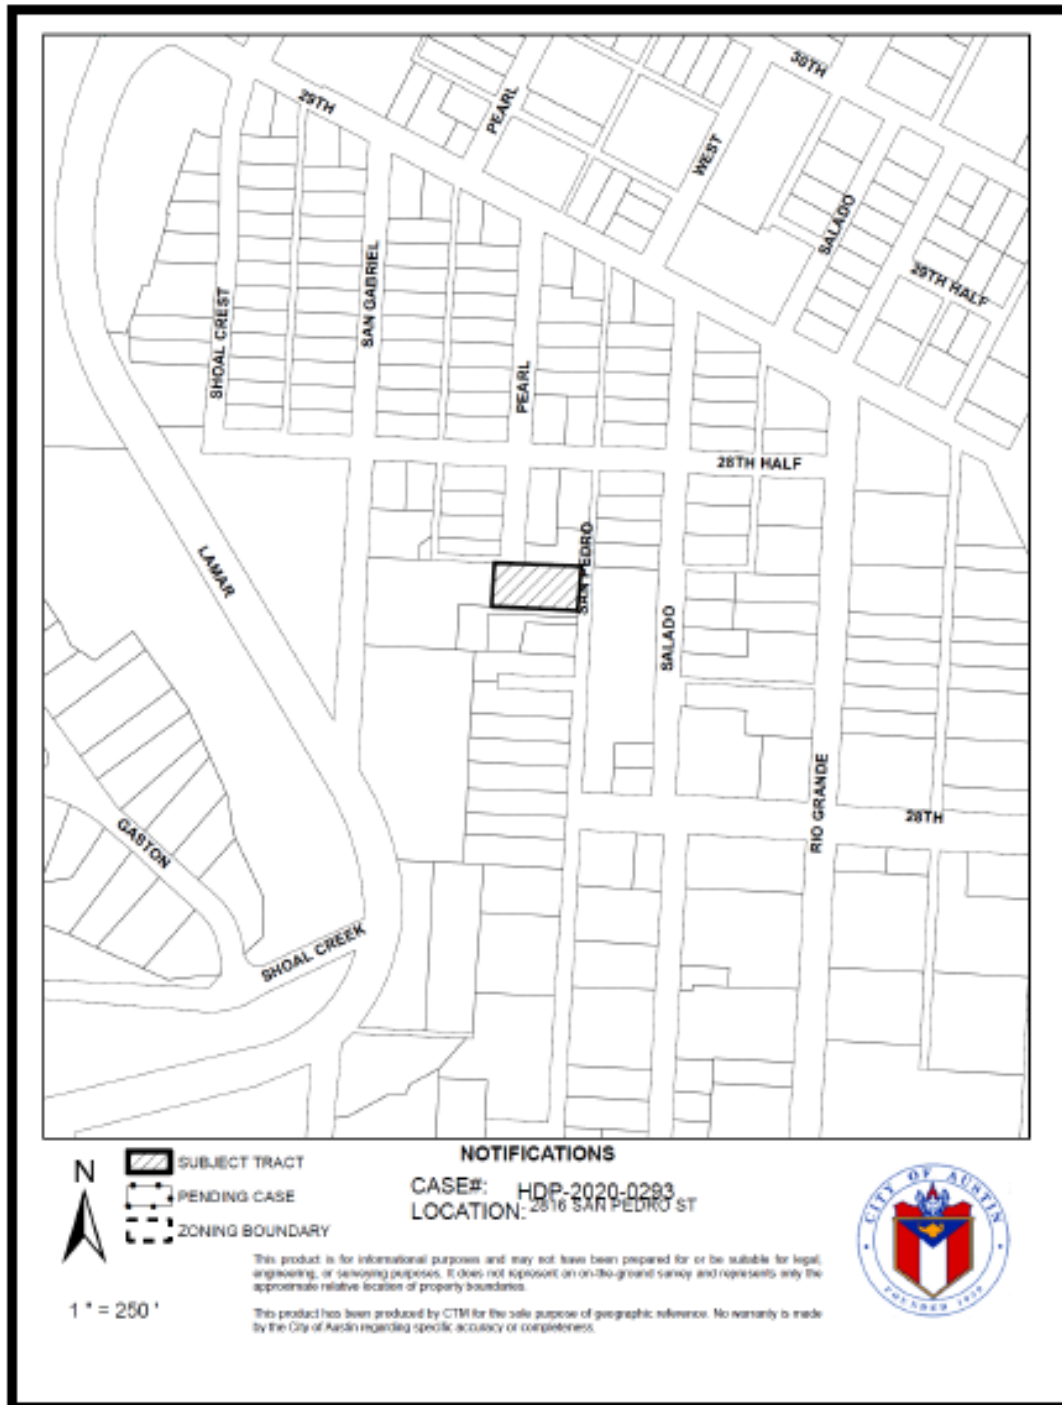 30TH
29TH
PEARL
WEST
SALADO
29TH HALF
SAN GABRIEL
SHOAL CREST
PEARL
28TH HALF
LAMAR
SAN PEDRO
SALADO
RIO GRANDE
28TH
GASTON
SHOAL CREEK
N
SUBJECT TRACT
PENDING CASE
ZONING BOUNDARY
1 " = 250 '
NOTIFICATIONS
CASE#: HDP-2020-0293
LOCATION: 2816 SAN PEDRO ST
This product is for informational purposes and may not have been prepared for or be suitable for legal,
engineering, or surveying purposes. It does not represent an on-the-ground survey and represents only the
approximate relative location of property boundaries.
This product has been produced by CTM for the sole purpose of geographic reference. No warranty is made
by the City of Austin regarding specific accuracy or completeness.
CITY OF AUSTIN
FOUNDED 1839